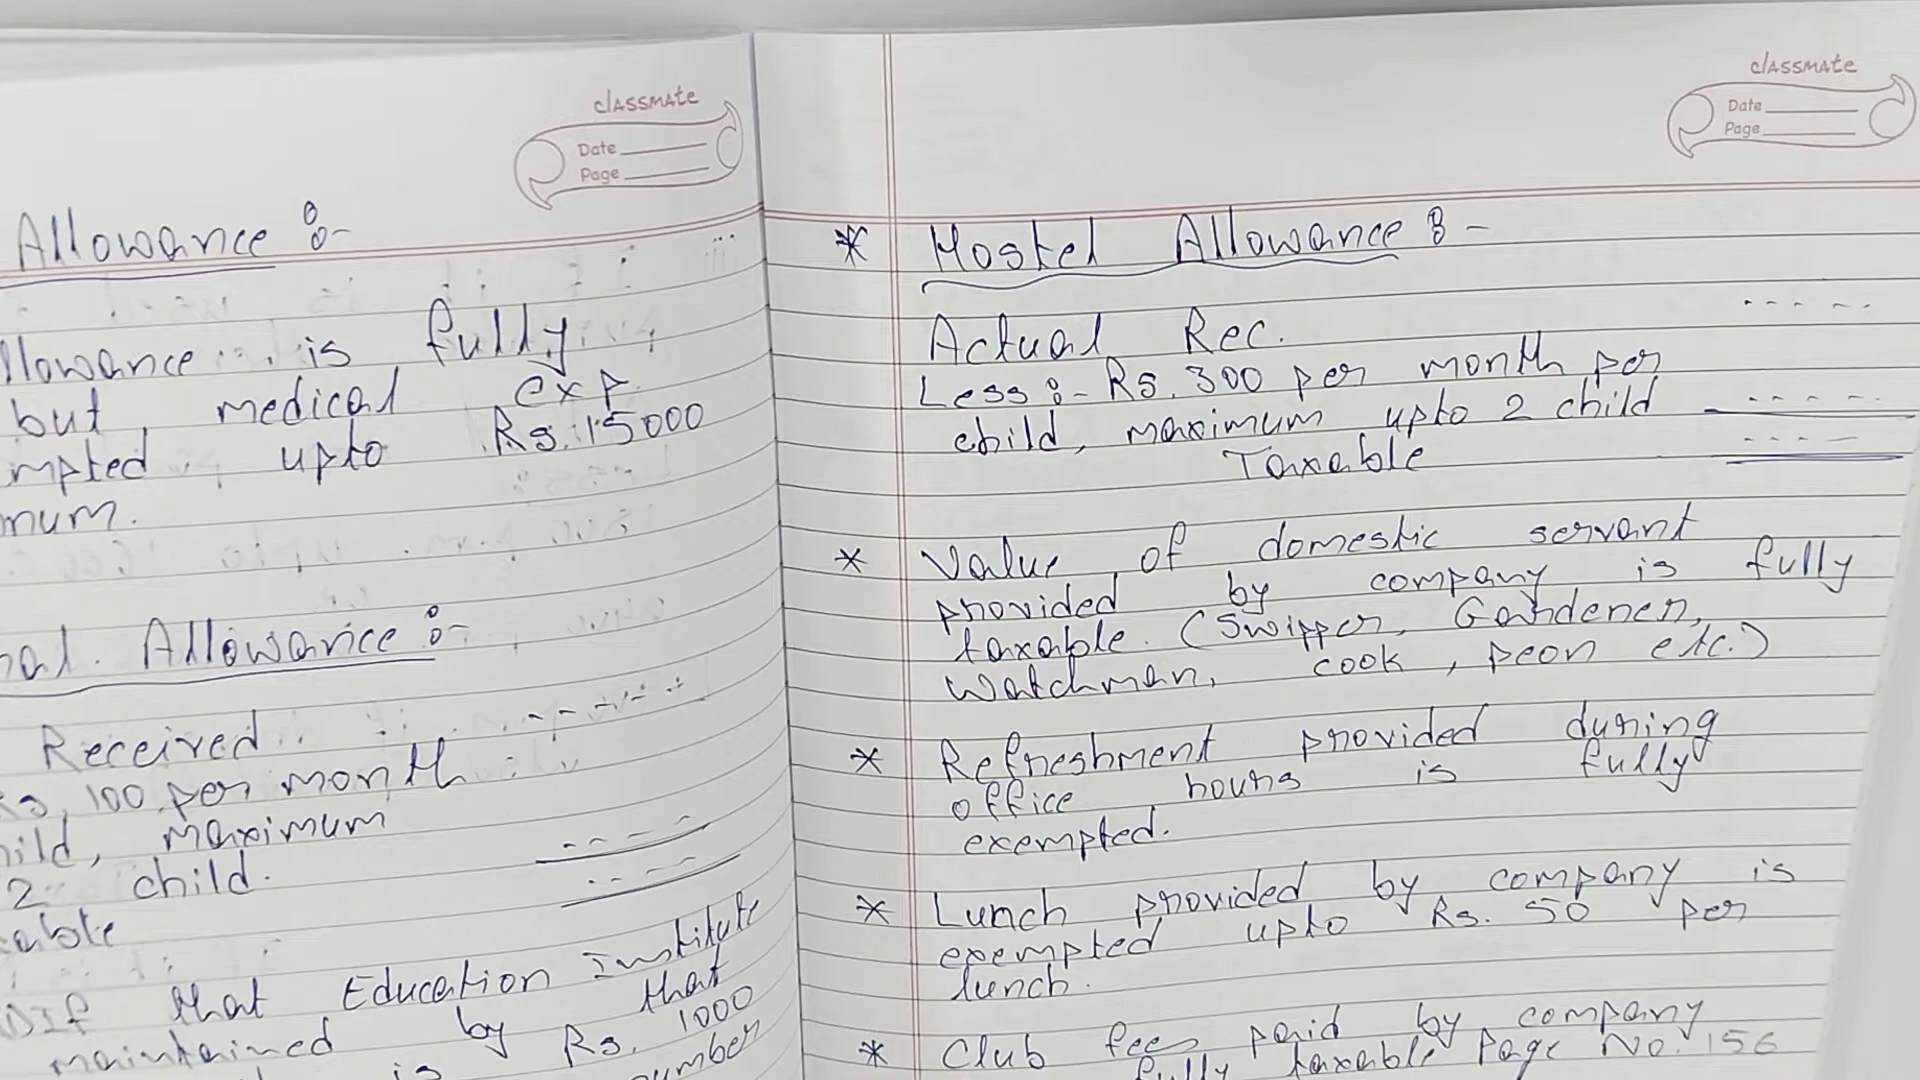 classmate
Date
Page
Allowance :-
llowance is fully
but medical exp
mpted upto Rs. 15000
mum.
nal. Allowance :-
Received
Rs. 100 per month
hild, maximum
2 child.
able
If that Education Institute
maintained by that
is Rs. 1000
number
classmate
Date
Page
* Hostel Allowance :-
Actual Rec. -----
Less :- Rs. 300 per month per
child, maximum upto 2 child -----
Taxable ----
* Value of domestic servant
provided by company is fully
taxable. (Swipper, Gardener,
Watchman, cook, peon etc.)
* Refreshment provided during
office hours is fully
exempted.
* Lunch provided by company is
exempted upto Rs. 50 per
lunch.
* Club fees paid by company
fully taxable Page No. 156